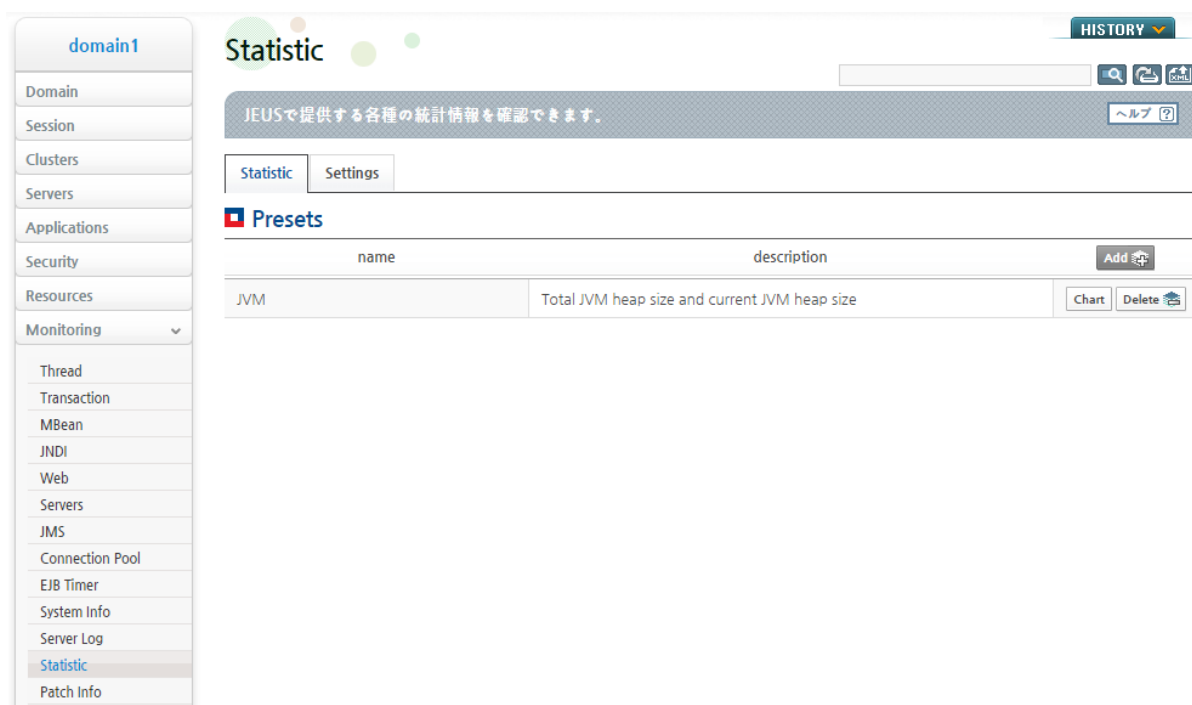 domain1
Domain
Session
Clusters
Servers
Applications
Security
Resources
Monitoring
Thread
Transaction
MBean
JNDI
Web
Servers
JMS
Connection Pool
EJB Timer
System Info
Server Log
Statistic
Patch Info
HISTORY
Statistic
XML
JEUSで提供する各種の統計情報を確認できます。
ヘルプ ?
Statistic Settings
Presets
name description Add
JVM Total JVM heap size and current JVM heap size Chart Delete